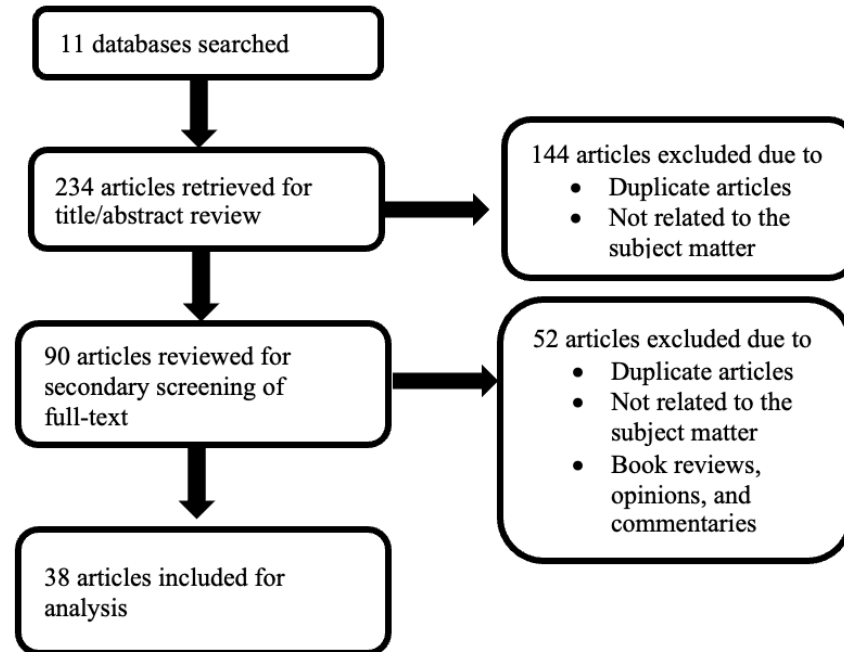 11 databases searched
234 articles retrieved for
title/abstract review
144 articles excluded due to
• Duplicate articles
• Not related to the
subject matter
90 articles reviewed for
secondary screening of
full-text
52 articles excluded due to
• Duplicate articles
• Not related to the
subject matter
• Book reviews,
opinions, and
commentaries
38 articles included for
analysis